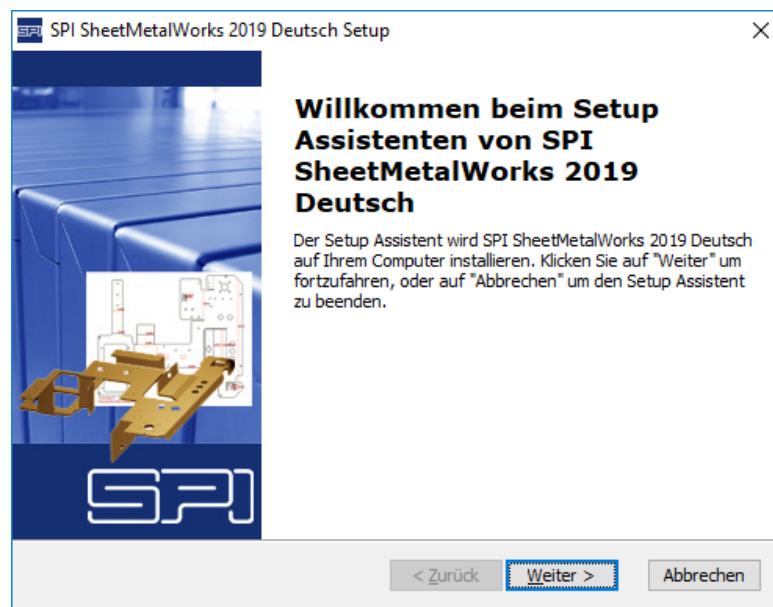 SPI SheetMetalWorks 2019 Deutsch Setup
Willkommen beim Setup
Assistenten von SPI
SheetMetalWorks 2019
Deutsch
Der Setup Assistent wird SPI SheetMetalWorks 2019 Deutsch
auf Ihrem Computer installieren. Klicken Sie auf "Weiter" um
fortzufahren, oder auf "Abbrechen" um den Setup Assistent
zu beenden.
SPI
< Zurück Weiter > Abbrechen